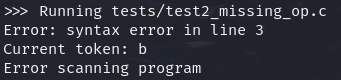 >>> Running tests/test2_missing_op.c
Error: syntax error in line 3
Current token: b
Error scanning program